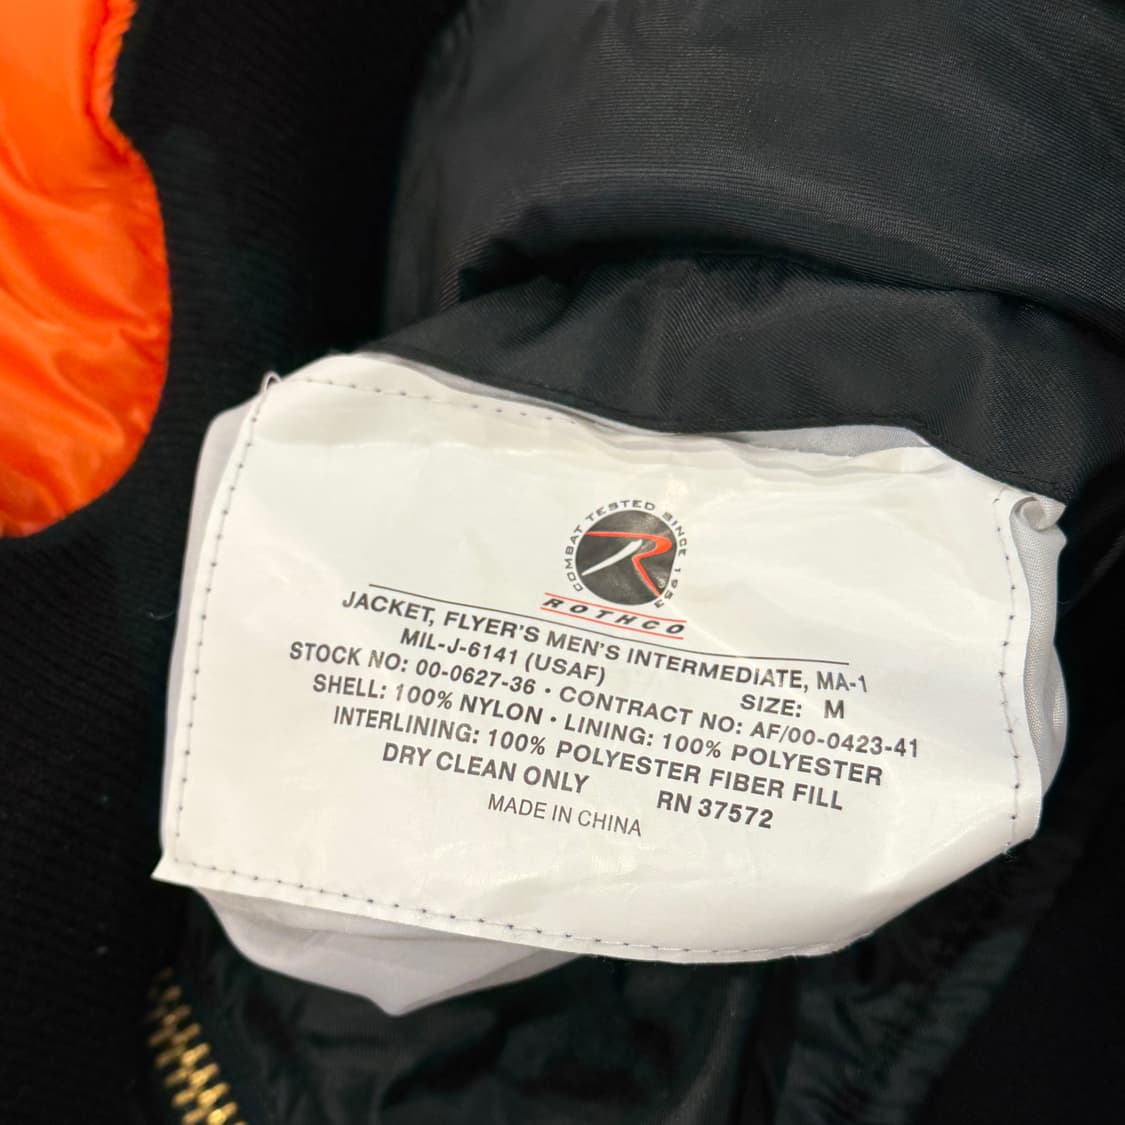 COMBAT TESTED SINCE 1953
R
ROTHCO
JACKET, FLYER'S MEN'S INTERMEDIATE, MA-1
MIL-J-6141 (USAF) SIZE: M
STOCK NO: 00-0627-36 • CONTRACT NO: AF/00-0423-41
SHELL: 100% NYLON • LINING: 100% POLYESTER
INTERLINING: 100% POLYESTER FIBER FILL
DRY CLEAN ONLY RN 37572
MADE IN CHINA